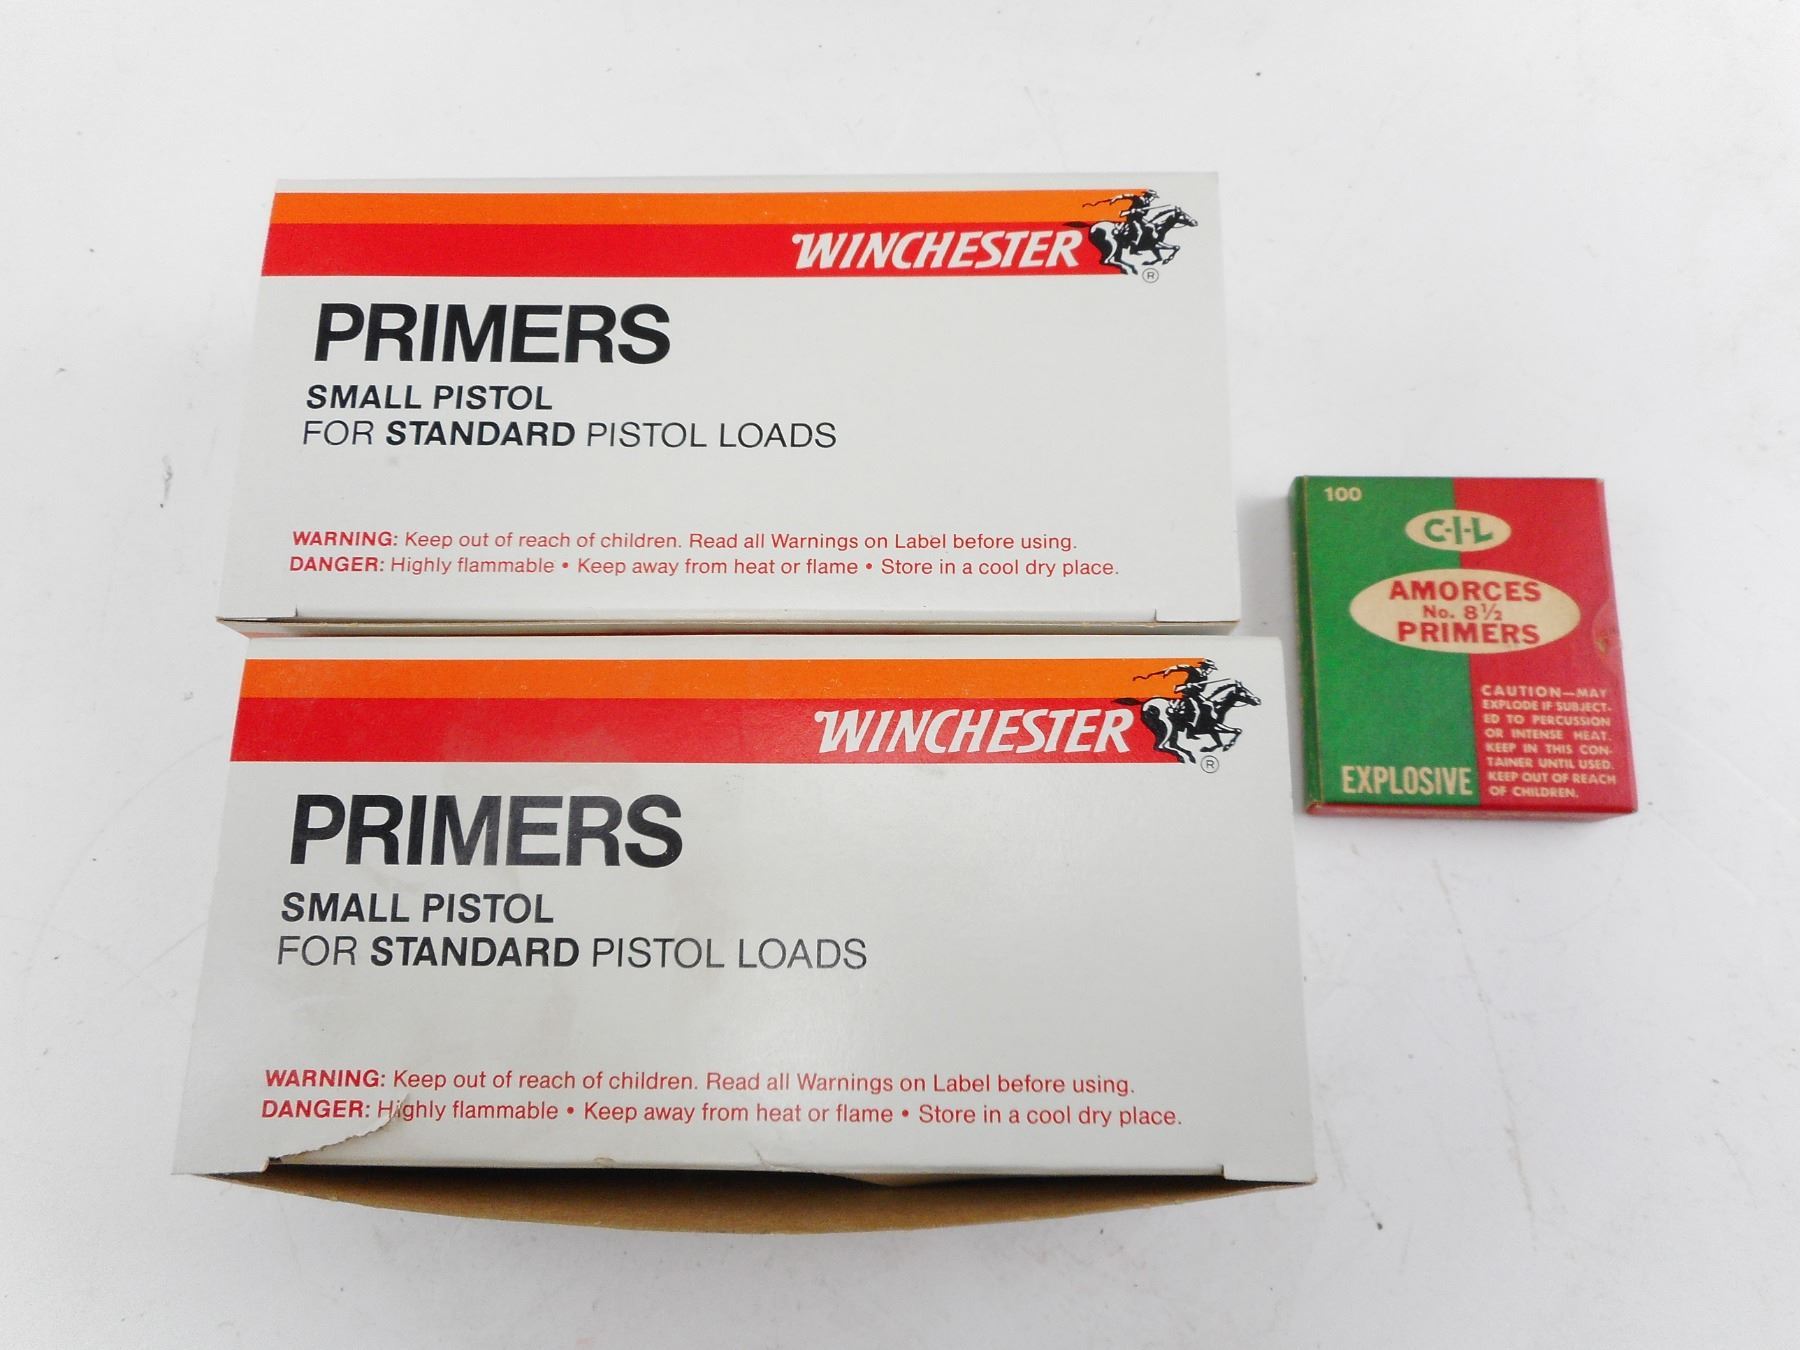 WINCHESTER ®
PRIMERS
SMALL PISTOL
FOR STANDARD PISTOL LOADS
WARNING: Keep out of reach of children. Read all Warnings on Label before using.
DANGER: Highly flammable • Keep away from heat or flame • Store in a cool dry place.
WINCHESTER ®
PRIMERS
SMALL PISTOL
FOR STANDARD PISTOL LOADS
WARNING: Keep out of reach of children. Read all Warnings on Label before using.
DANGER: Highly flammable • Keep away from heat or flame • Store in a cool dry place.
100
C-I-L
AMORCES
No. 8½
PRIMERS
CAUTION—MAY
EXPLODE IF SUBJECT-
ED TO PERCUSSION
OR INTENSE HEAT.
KEEP IN THIS CON-
TAINER UNTIL USED.
KEEP OUT OF REACH
OF CHILDREN.
EXPLOSIVE